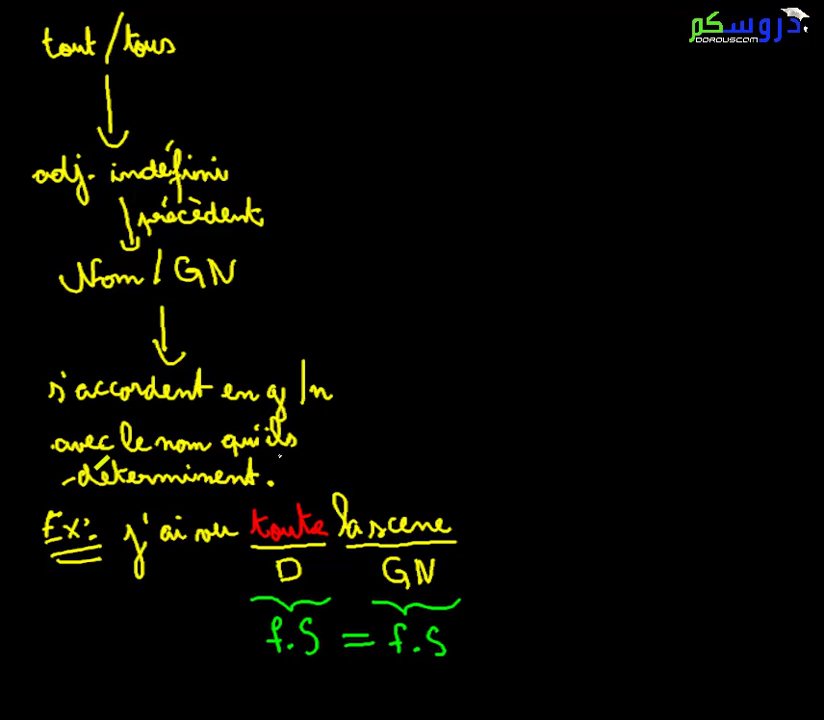 دروسكم
DOROUSCOM
tout/tous
adj. indéfini
précèdent
Nom/GN
s'accordent en g/n
avec le nom qu'ils
déterminent.
Ex: j'ai vu toute la scene
D GN
f.S = f.S